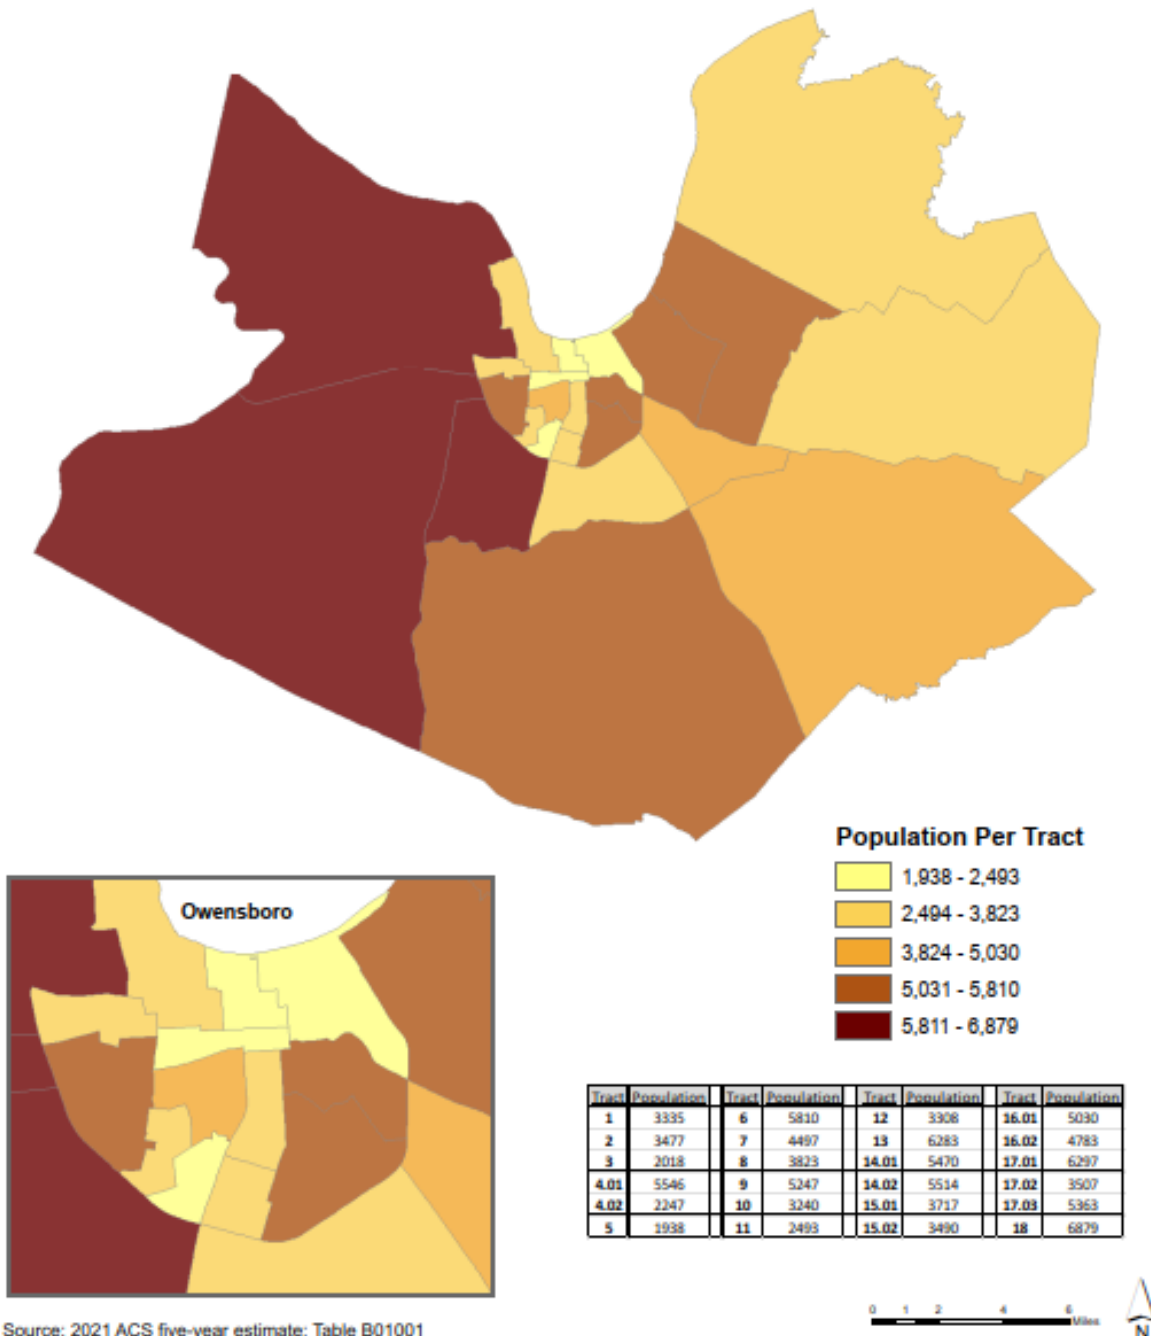 Owensboro
Population Per Tract
1,938 - 2,493
2,494 - 3,823
3,824 - 5,030
5,031 - 5,810
5,811 - 6,879
Tract Population Tract Population Tract Population Tract Population
1 3335 6 5810 12 3308 16.01 5030
2 3477 7 4497 13 6283 16.02 4783
3 2018 8 3823 14.01 5470 17.01 6297
4.01 5546 9 5247 14.02 5514 17.02 3507
4.02 2247 10 3240 15.01 3717 17.03 5363
5 1938 11 2493 15.02 3490 18 6879
0 1 2 4 6
Miles
N
Source: 2021 ACS five-year estimate: Table B01001